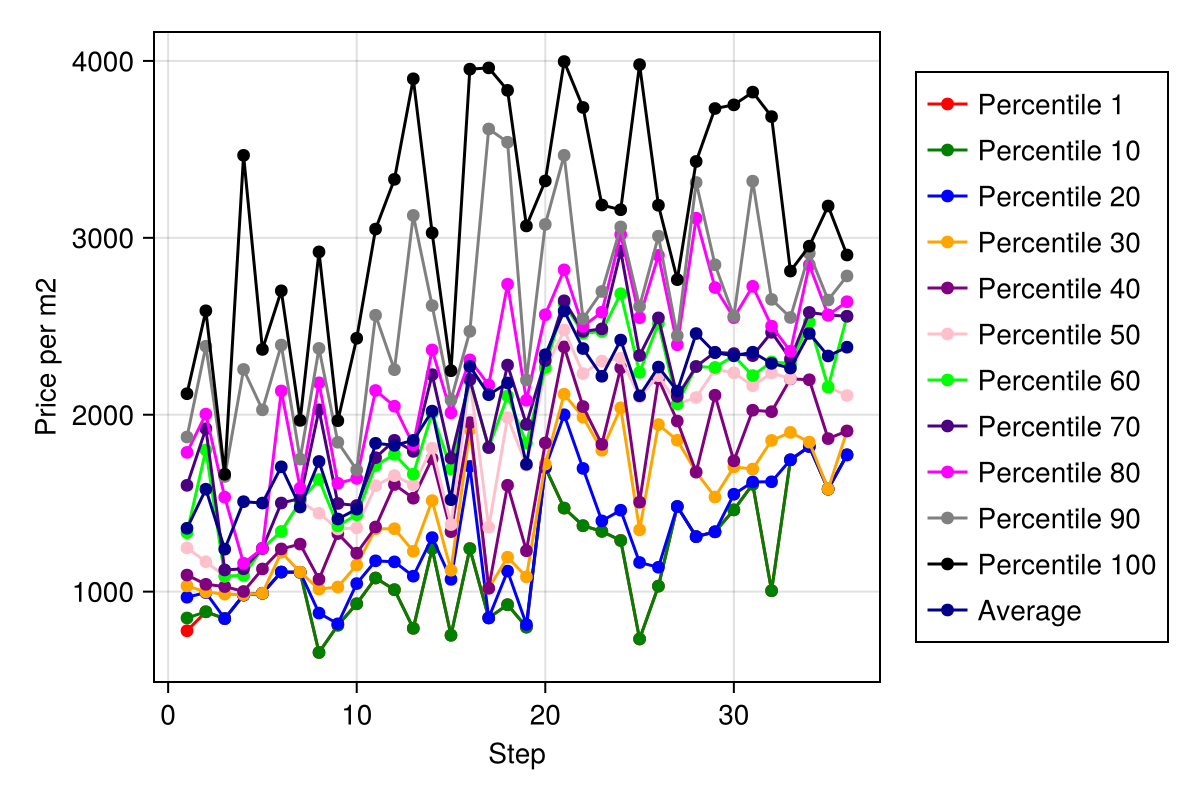 4000
3000
2000
1000
Price per m2
0
10
20
30
Step
Percentile 1
Percentile 10
Percentile 20
Percentile 30
Percentile 40
Percentile 50
Percentile 60
Percentile 70
Percentile 80
Percentile 90
Percentile 100
Average